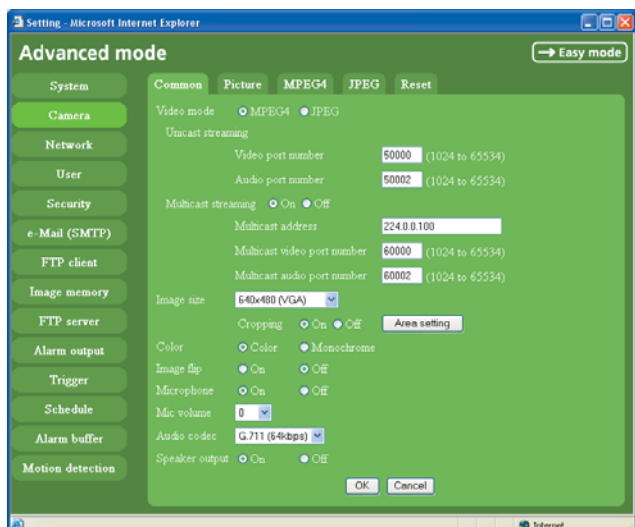 Setting - Microsoft Internet Explorer
Advanced mode
Easy mode
System
Camera
Network
User
Security
e-Mail (SMTP)
FTP client
Image memory
FTP server
Alarm output
Trigger
Schedule
Alarm buffer
Motion detection
Common Picture MPEG4 JPEG Reset
Video mode MPEG4 JPEG
Unicast streaming
Video port number 50000 (1024 to 65534)
Audio port number 50002 (1024 to 65534)
Multicast streaming On Off
Multicast address 224.0.0.100
Multicast video port number 60000 (1024 to 65534)
Multicast audio port number 60002 (1024 to 65534)
Image size 640x480 (VGA)
Cropping On Off Area setting
Color Color Monochrome
Image flip On Off
Microphone On Off
Mic volume 0
Audio codec G.711 (64kbps)
Speaker output On Off
OK Cancel
Internet